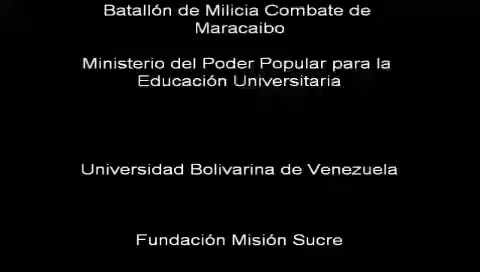 Batallón de Milicia Combate de
Maracaibo
Ministerio del Poder Popular para la
Educación Universitaria
Universidad Bolivarina de Venezuela
Fundación Misión Sucre